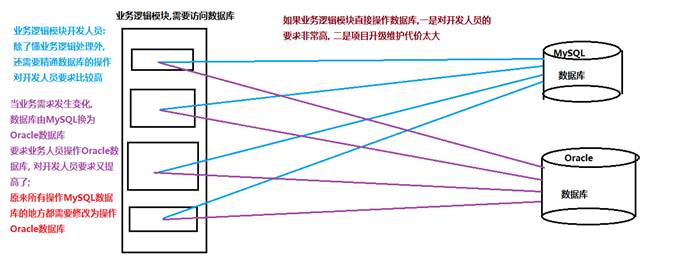 业务逻辑模块,需要访问数据库
如果业务逻辑模块直接操作数据库,一是对开发人员的
要求非常高, 二是项目升级维护代价太大
业务逻辑模块开发人员:
除了懂业务逻辑处理外,
还需要精通数据库的操作
对开发人员要求比较高
当业务需求发生变化,
数据库由MySQL换为
Oracle数据库
要求业务人员操作Oracle数
据库, 对开发人员要求又提
高了;
原来所有操作MySQL数据
库的地方都需要修改为操作
Oracle数据库
MySQL
数据库
Oracle
数据库